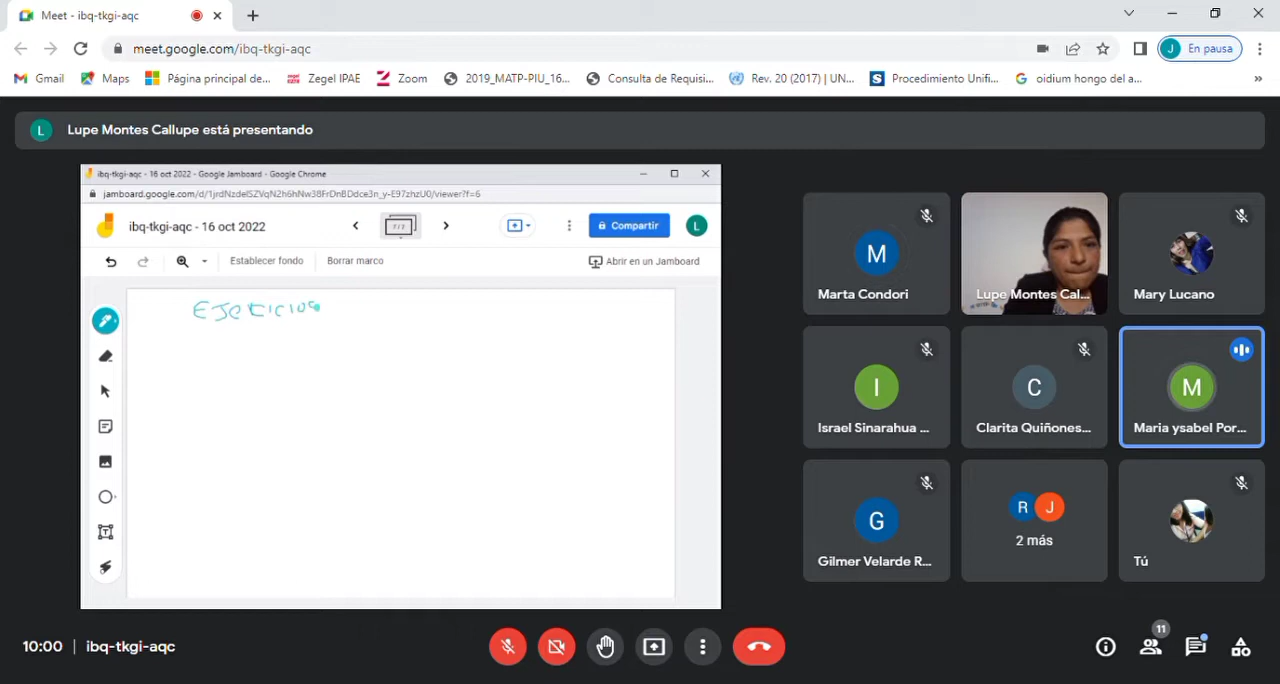 Meet - ibq-tkgi-aqc
meet.google.com/ibq-tkgi-aqc
J En pausa
Gmail Maps Página principal de... Zegel IPAE Zoom 2019_MATP-PIU_16... Consulta de Requisi... Rev. 20 (2017) | UN... Procedimiento Unifi... oidium hongo del a... »
L Lupe Montes Callupe está presentando
ibq-tkgi-aqc - 16 oct 2022 - Google Jamboard - Google Chrome
ibq-tkgi-aqc - 16 oct 2022
Compartir L
Establecer fondo Borrar marco Abrir en un Jamboard
Ejercicios
M
Marta Condori
Lupe Montes Cal...
Mary Lucano
I
Israel Sinarahua ...
C
Clarita Quiñones...
M
Maria ysabel Por...
G
Gilmer Velarde R...
R J
2 más
Tú
10:00 | ibq-tkgi-aqc
11